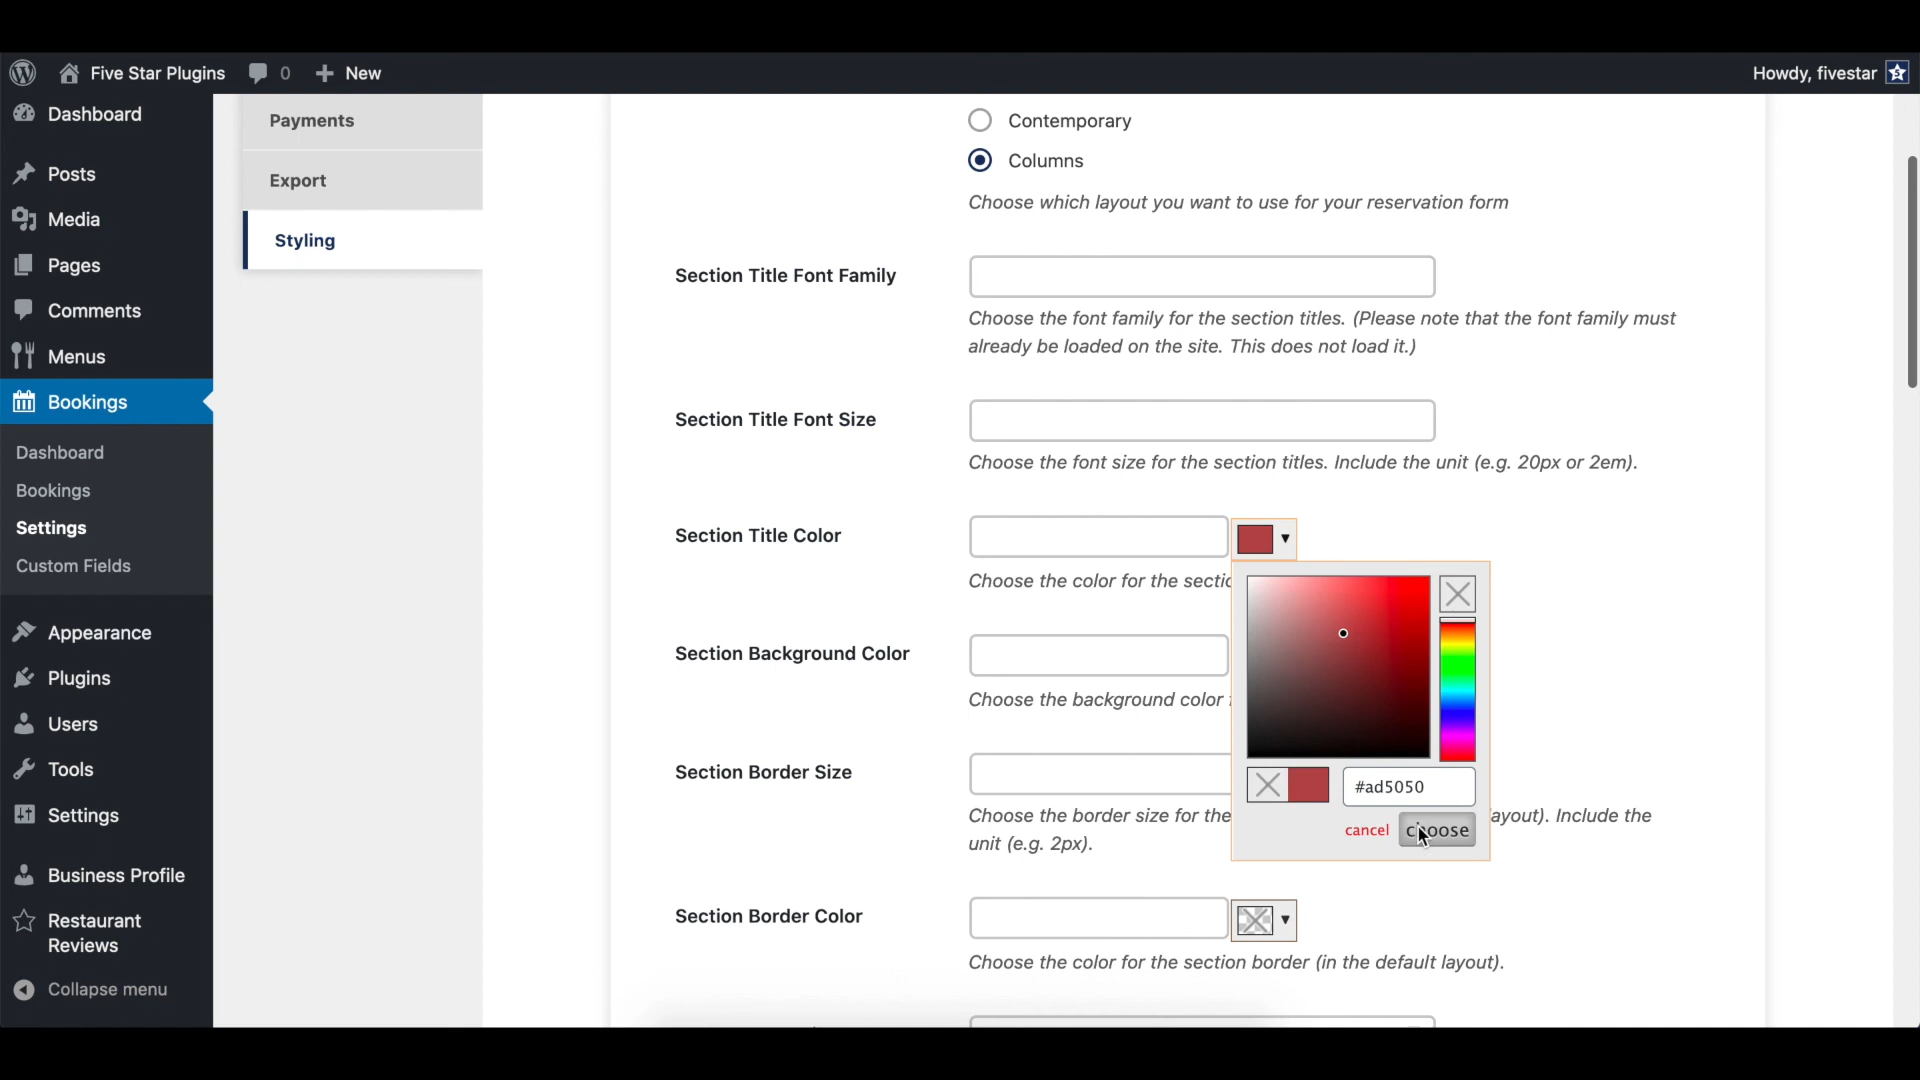 Five Star Plugins 0 New Howdy, fivestar
Dashboard
Posts
Media
Pages
Comments
Menus
Bookings
Dashboard
Bookings
Settings
Custom Fields
Appearance
Plugins
Users
Tools
Settings
Business Profile
Restaurant
Reviews
Collapse menu
Payments
Export
Styling
Contemporary
Columns
Choose which layout you want to use for your reservation form
Section Title Font Family
Choose the font family for the section titles. (Please note that the font family must
already be loaded on the site. This does not load it.)
Section Title Font Size
Choose the font size for the section titles. Include the unit (e.g. 20px or 2em).
Section Title Color
Choose the color for the sectio
Section Background Color
Choose the background color
Section Border Size
Choose the border size for the ayout). Include the
unit (e.g. 2px).
#ad5050
cancel choose
Section Border Color
Choose the color for the section border (in the default layout).